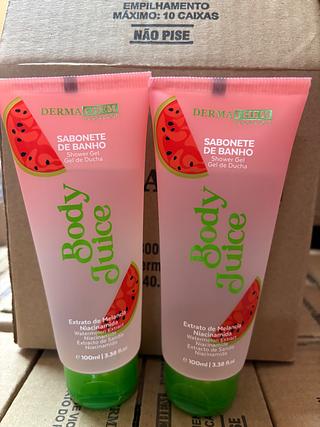 EMPILHAMENTO
MÁXIMO: 10 CAIXAS
NÃO PISE
DERMACHEM
SABONETE
DE BANHO
Shower Gel
Gel de Ducha
Body
Juice
Extrato de Melancia
Niacinamida
Watermelon Extract
Niacinamide
Extracto de Sandía
Niacinamida
℮100ml | 3.38 fl.oz
DERMACHEM
SABONETE
DE BANHO
Shower Gel
Gel de Ducha
Body
Juice
Extrato de Melancia
Niacinamida
Watermelon Extract
Niacinamide
Extracto de Sandía
Niacinamida
℮100ml | 3.38 fl.oz